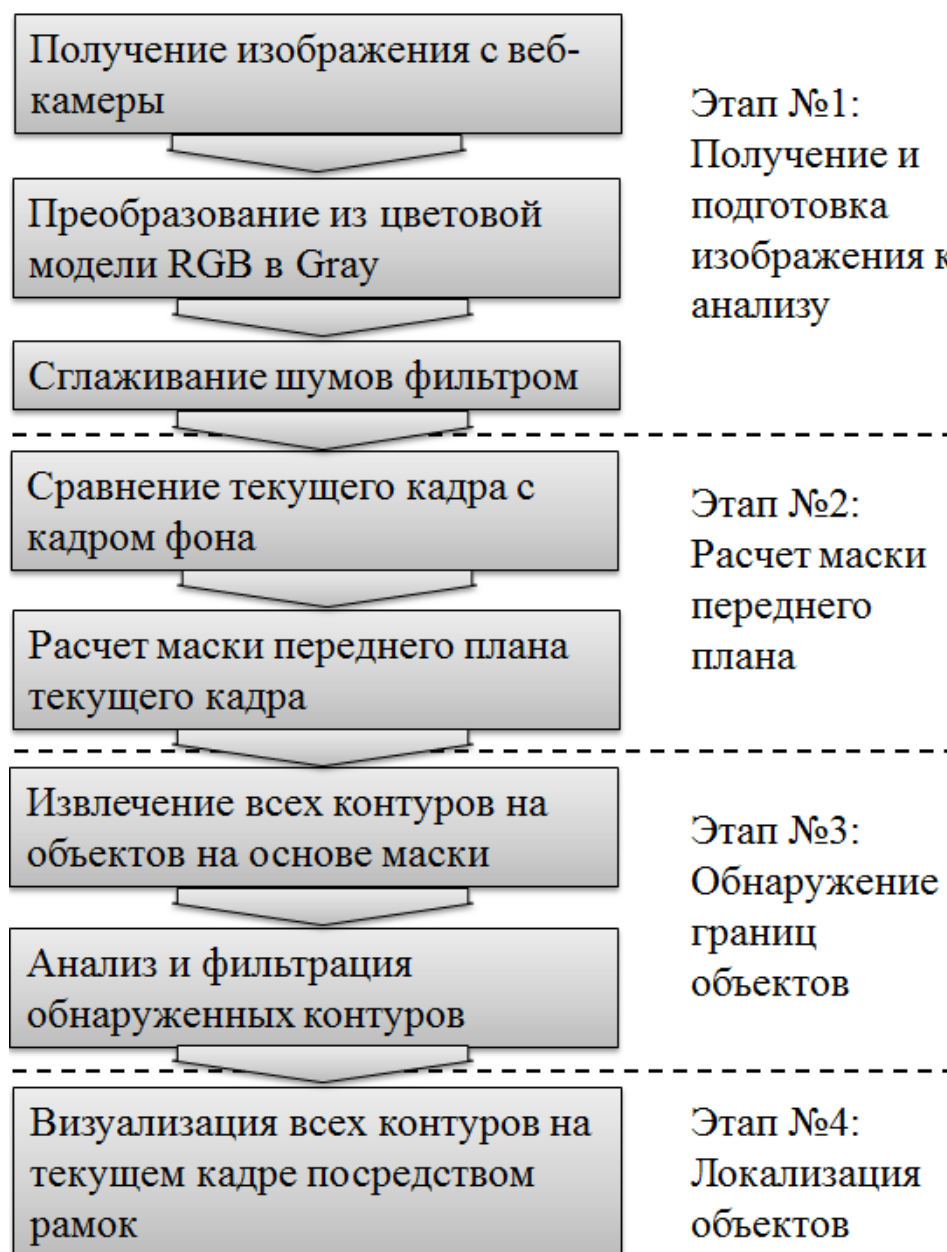 Получение изображения с веб-
камеры
Преобразование из цветовой
модели RGB в Gray
Сглаживание шумов фильтром
Этап №1:
Получение и
подготовка
изображения к
анализу
Сравнение текущего кадра с
кадром фона
Расчет маски переднего плана
текущего кадра
Этап №2:
Расчет маски
переднего
плана
Извлечение всех контуров на
объектов на основе маски
Анализ и фильтрация
обнаруженных контуров
Этап №3:
Обнаружение
границ
объектов
Визуализация всех контуров на
текущем кадре посредством
рамок
Этап №4:
Локализация
объектов